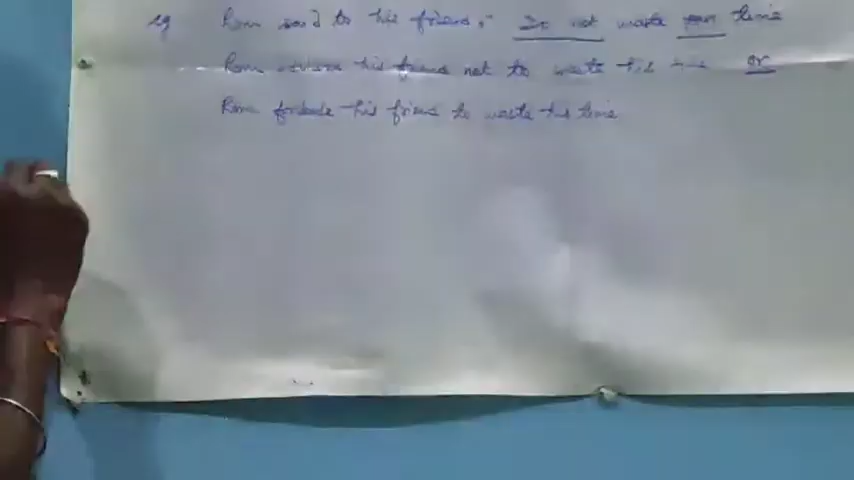 eg Ram said to his friend, " Do not waste your time
Ram advised his friend not to waste his time or
Ram forbade his friend to waste his time